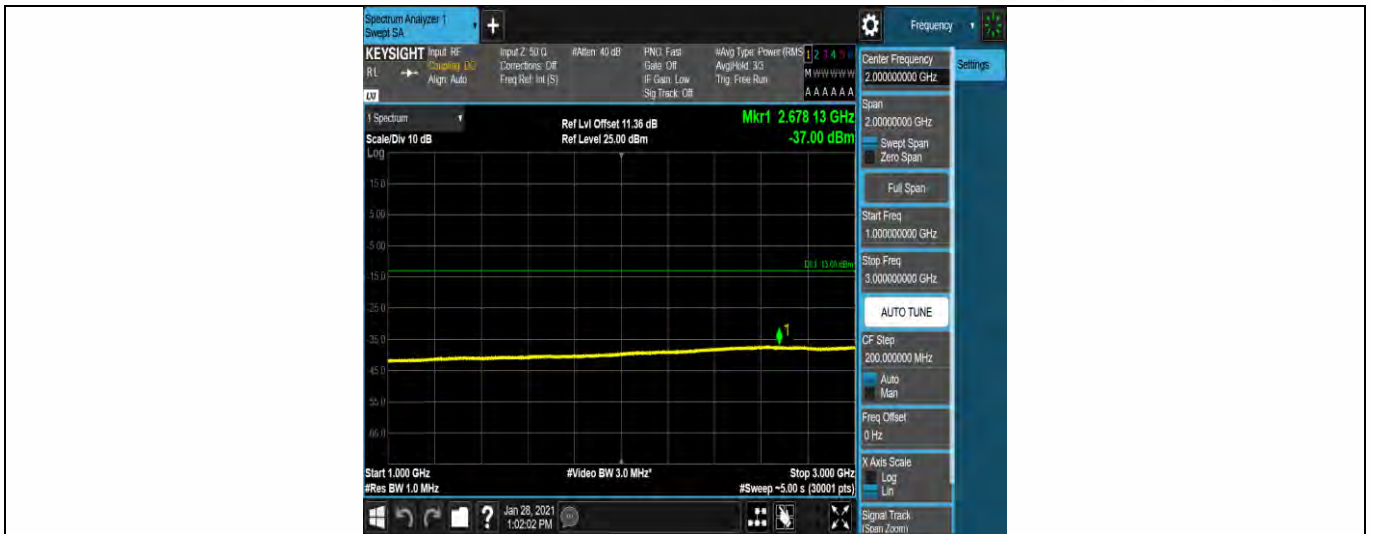 Spectrum Analyzer 1
Swept SA
+
Frequency
KEYSIGHT
RL
Input: RF
Coupling: DC
Align: Auto
Input Z: 50 Ω
Corrections: Off
Freq Ref: Int (S)
#Atten: 40 dB
PNO: Fast
Gate: Off
IF Gain: Low
Sig Track: Off
#Avg Type: Power (RMS
Avg|Hold: 3/3
Trig: Free Run
1 2 3 4 5 6
M W W W W W
A A A A A A
1 Spectrum
Scale/Div 10 dB
Log
Ref Lvl Offset 11.36 dB
Ref Level 25.00 dBm
Mkr1 2.678 13 GHz
-37.00 dBm
15.0
5.00
-5.00
DL1 -13.00 dBm
-15.0
-25.0
1
-35.0
-45.0
-55.0
-65.0
Start 1.000 GHz
#Video BW 3.0 MHz*
Stop 3.000 GHz
#Res BW 1.0 MHz
#Sweep ~5.00 s (30001 pts)
?
Jan 28, 2021
1:02:02 PM
Center Frequency
2.000000000 GHz
Settings
Span
2.00000000 GHz
Swept Span
Zero Span
Full Span
Start Freq
1.000000000 GHz
Stop Freq
3.000000000 GHz
AUTO TUNE
CF Step
200.000000 MHz
Auto
Man
Freq Offset
0 Hz
X Axis Scale
Log
Lin
Signal Track
(Span Zoom)